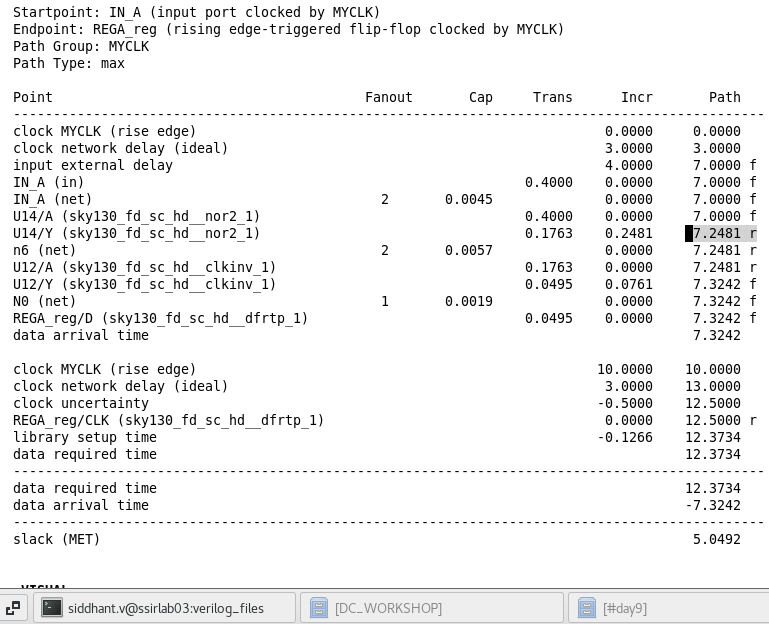 Startpoint: IN_A (input port clocked by MYCLK)
Endpoint: REGA_reg (rising edge-triggered flip-flop clocked by MYCLK)
Path Group: MYCLK
Path Type: max
Point Fanout Cap Trans Incr Path
--------------------------------------------------------------------------------------------
clock MYCLK (rise edge) 0.0000 0.0000
clock network delay (ideal) 3.0000 3.0000
input external delay 4.0000 7.0000 f
IN_A (in) 0.4000 0.0000 7.0000 f
IN_A (net) 2 0.0045 0.0000 7.0000 f
U14/A (sky130_fd_sc_hd__nor2_1) 0.4000 0.0000 7.0000 f
U14/Y (sky130_fd_sc_hd__nor2_1) 0.1763 0.2481 7.2481 r
n6 (net) 2 0.0057 0.0000 7.2481 r
U12/A (sky130_fd_sc_hd__clkinv_1) 0.1763 0.0000 7.2481 r
U12/Y (sky130_fd_sc_hd__clkinv_1) 0.0495 0.0761 7.3242 f
N0 (net) 1 0.0019 0.0000 7.3242 f
REGA_reg/D (sky130_fd_sc_hd__dfrtp_1) 0.0495 0.0000 7.3242 f
data arrival time 7.3242
clock MYCLK (rise edge) 10.0000 10.0000
clock network delay (ideal) 3.0000 13.0000
clock uncertainty -0.5000 12.5000
REGA_reg/CLK (sky130_fd_sc_hd__dfrtp_1) 0.0000 12.5000 r
library setup time -0.1266 12.3734
data required time 12.3734
--------------------------------------------------------------------------------------------
data required time 12.3734
data arrival time -7.3242
--------------------------------------------------------------------------------------------
slack (MET) 5.0492
siddhant.v@ssirlab03:verilog_files [DC_WORKSHOP] [#day9]